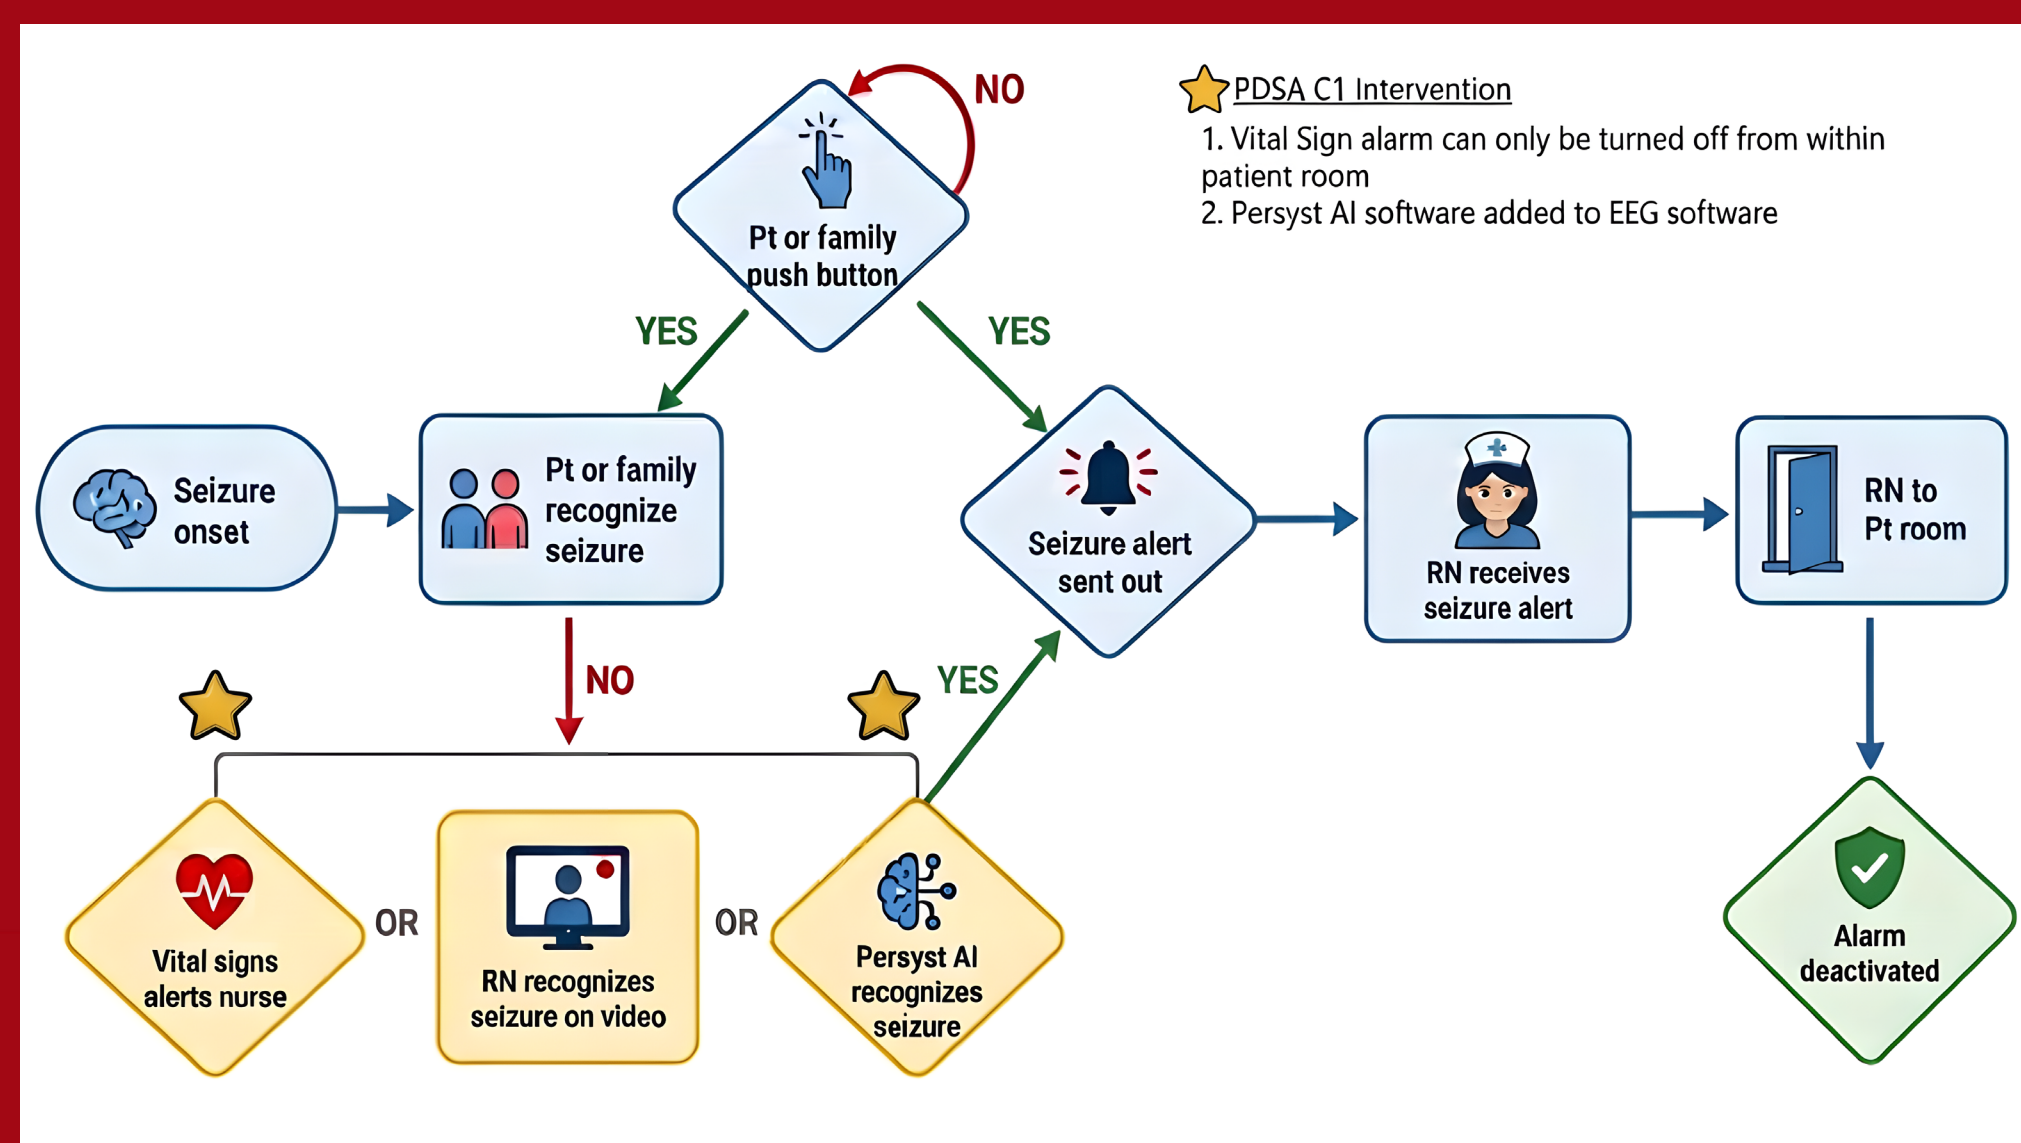 NO
PDSA C1 Intervention
1. Vital Sign alarm can only be turned off from within
patient room
2. Persyst AI software added to EEG software
Pt or family
push button
YES
YES
Seizure
onset
Pt or family
recognize
seizure
Seizure alert
sent out
RN receives
seizure alert
RN to
Pt room
NO
YES
Vital signs
alerts nurse
OR
RN recognizes
seizure on video
OR
Persyst AI
recognizes
seizure
Alarm
deactivated